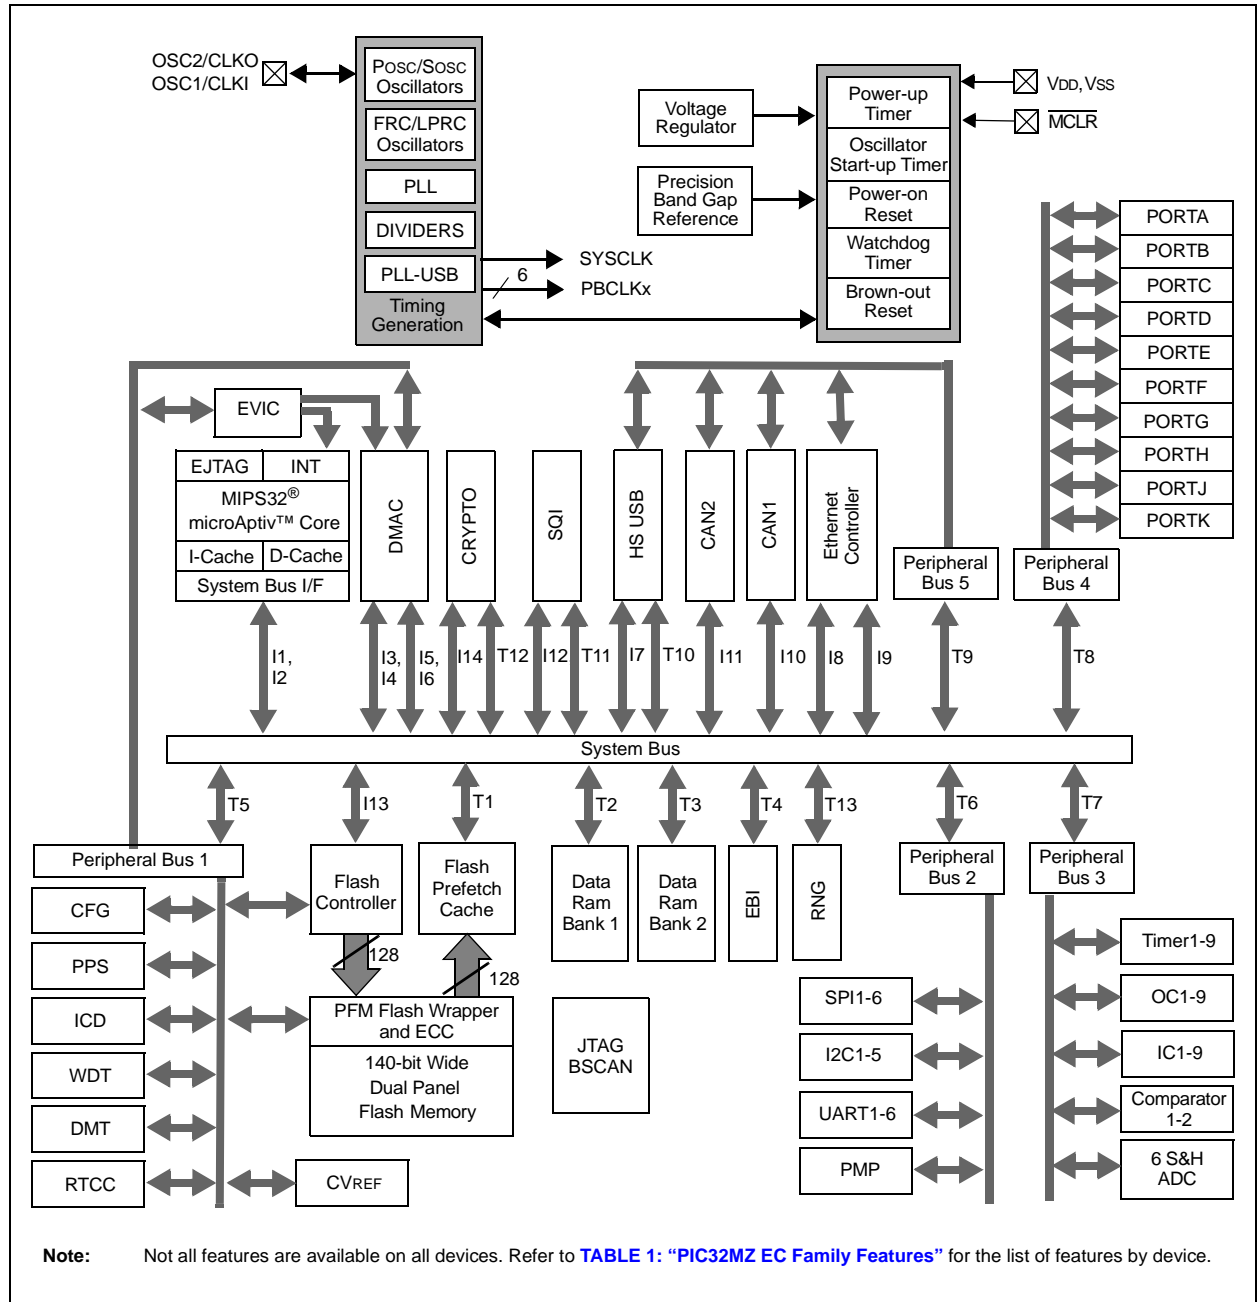 OSC2/CLKO
OSC1/CLKI
POSC/SOSC
Oscillators
FRC/LPRC
Oscillators
PLL
DIVIDERS
PLL-USB
Timing
Generation
6
SYSCLK
PBCLKx
Voltage
Regulator
Precision
Band Gap
Reference
Power-up
Timer
Oscillator
Start-up Timer
Power-on
Reset
Watchdog
Timer
Brown-out
Reset
VDD, VSS
MCLR
PORTA
PORTB
PORTC
PORTD
PORTE
PORTF
PORTG
PORTH
PORTJ
PORTK
EVIC
EJTAG
INT
MIPS32®
microAptiv™ Core
I-Cache
D-Cache
System Bus I/F
DMAC
CRYPTO
SQI
HS USB
CAN2
CAN1
Ethernet
Controller
Peripheral
Bus 5
Peripheral
Bus 4
I1,
I2
I3,
I4
I5,
I6
I14
T12
I12
T11
I7
T10
I11
I10
I8
I9
T9
T8
System Bus
T5
I13
T1
T2
T3
T4
T13
T6
T7
Peripheral Bus 1
Flash
Controller
Flash
Prefetch
Cache
Data
Ram
Bank 1
Data
Ram
Bank 2
EBI
RNG
Peripheral
Bus 2
Peripheral
Bus 3
CFG
PPS
ICD
WDT
DMT
RTCC
128
128
PFM Flash Wrapper
and ECC
140-bit Wide
Dual Panel
Flash Memory
CVREF
JTAG
BSCAN
SPI1-6
I2C1-5
UART1-6
PMP
Timer1-9
OC1-9
IC1-9
Comparator
1-2
6 S&H
ADC
Note: Not all features are available on all devices. Refer to TABLE 1: “PIC32MZ EC Family Features” for the list of features by device.